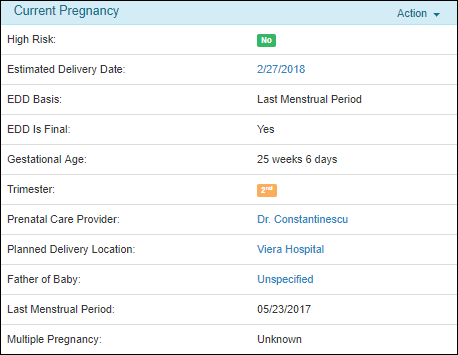 Current Pregnancy Action
High Risk: No
Estimated Delivery Date: 2/27/2018
EDD Basis: Last Menstrual Period
EDD Is Final: Yes
Gestational Age: 25 weeks 6 days
Trimester: 2nd
Prenatal Care Provider: Dr. Constantinescu
Planned Delivery Location: Viera Hospital
Father of Baby: Unspecified
Last Menstrual Period: 05/23/2017
Multiple Pregnancy: Unknown